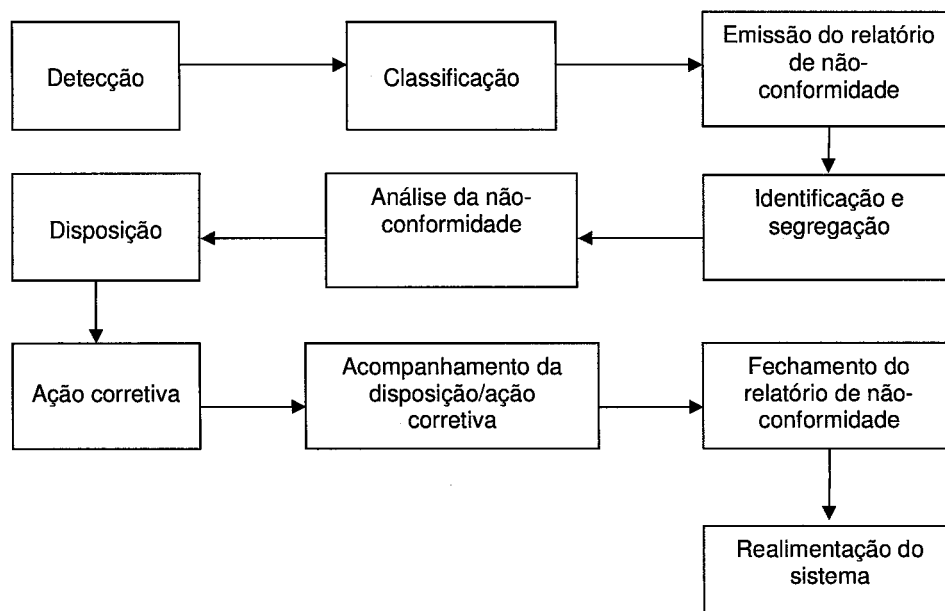 Detecção
Classificação
Emissão do relatório
de não-
conformidade
Identificação e
segregação
Análise da não-
conformidade
Disposição
Ação corretiva
Acompanhamento da
disposição/ação
corretiva
Fechamento do
relatório de não-
conformidade
Realimentação do
sistema